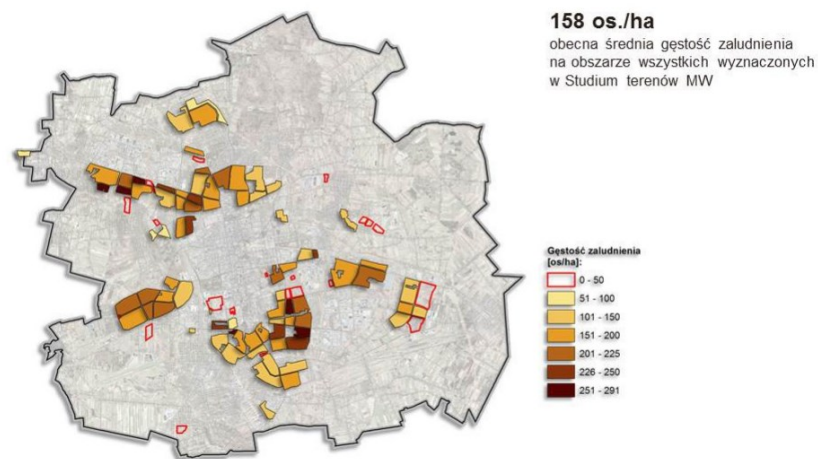 158 os./ha
obecna średnia gęstość zaludnienia
na obszarze wszystkich wyznaczonych
w Studium terenów MW
Gęstość zaludnienia
[os/ha]:
0 - 50
51 - 100
101 - 150
151 - 200
201 - 225
226 - 250
251 - 291